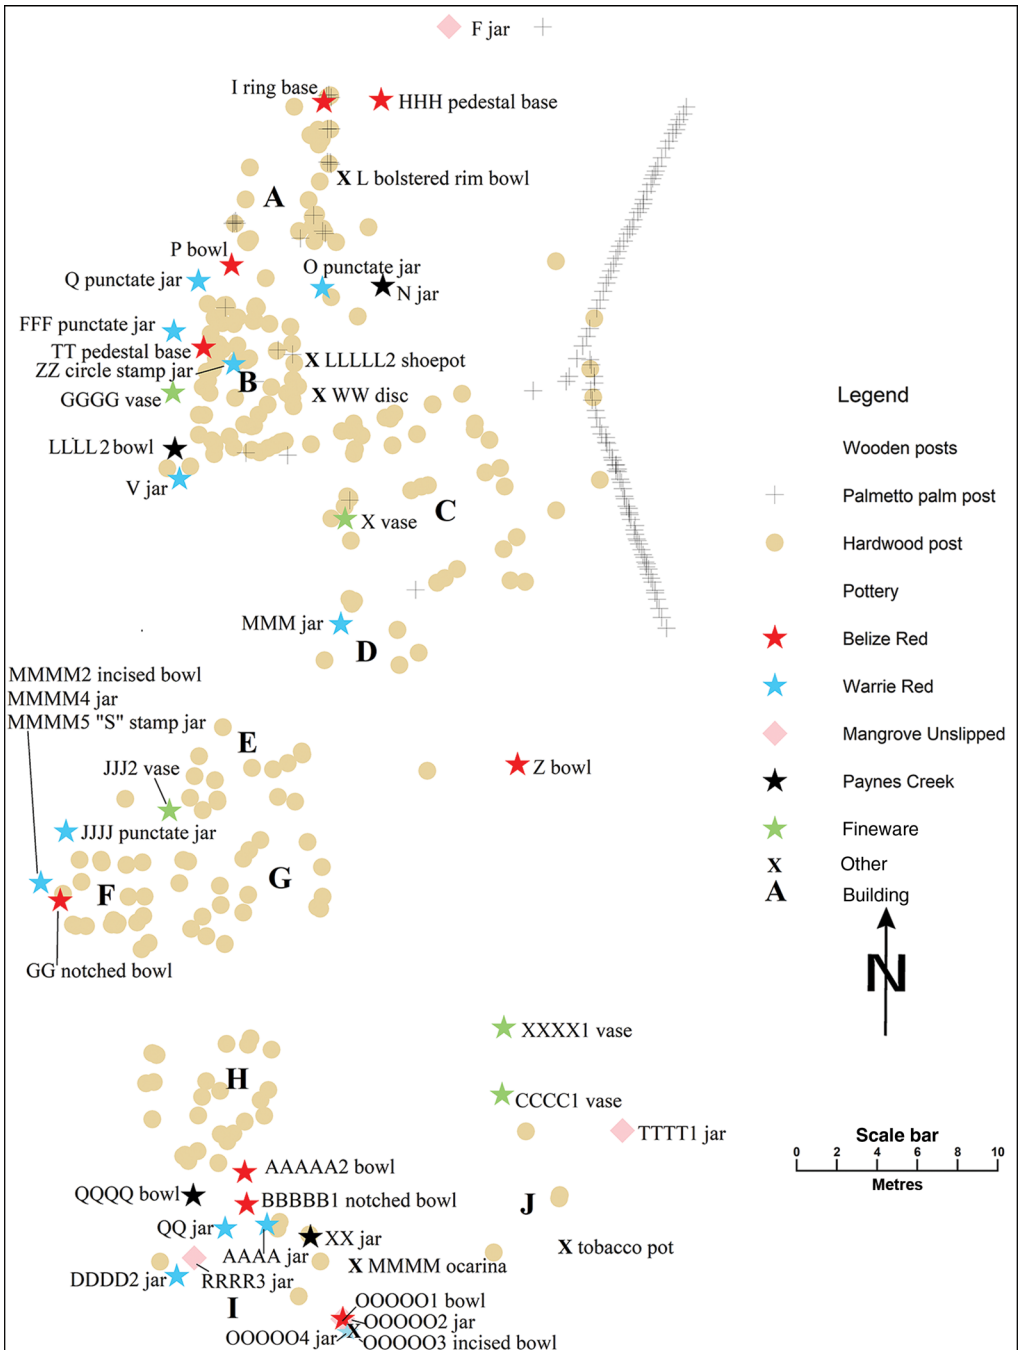 F jar
I ring base
HHH pedestal base
X L bolstered rim bowl
A
P bowl
O punctate jar
Q punctate jar
N jar
FFF punctate jar
TT pedestal base
X LLLLL2 shoepot
ZZ circle stamp jar
B
X WW disc
GGGG vase
Legend
LLLL2 bowl
Wooden posts
V jar
Palmetto palm post
C
X vase
Hardwood post
Pottery
MMM jar
Belize Red
D
MMMM2 incised bowl
Warrie Red
MMMM4 jar
MMMM5 "S" stamp jar
Mangrove Unslipped
E
JJJ2 vase
Z bowl
Paynes Creek
JJJJ punctate jar
Fineware
X Other
G
F
A Building
GG notched bowl
N
XXXX1 vase
H
CCCC1 vase
TTTT1 jar
Scale bar
0 2 4 6 8 10
Metres
AAAAA2 bowl
QQQQ bowl
BBBBB1 notched bowl
J
QQ jar
XX jar
X tobacco pot
AAAA jar
X MMMM ocarina
DDDD2 jar
RRRR3 jar
I
OOOOO1 bowl
OOOOO2 jar
X
OOOOO4 jar
OOOOO3 incised bowl